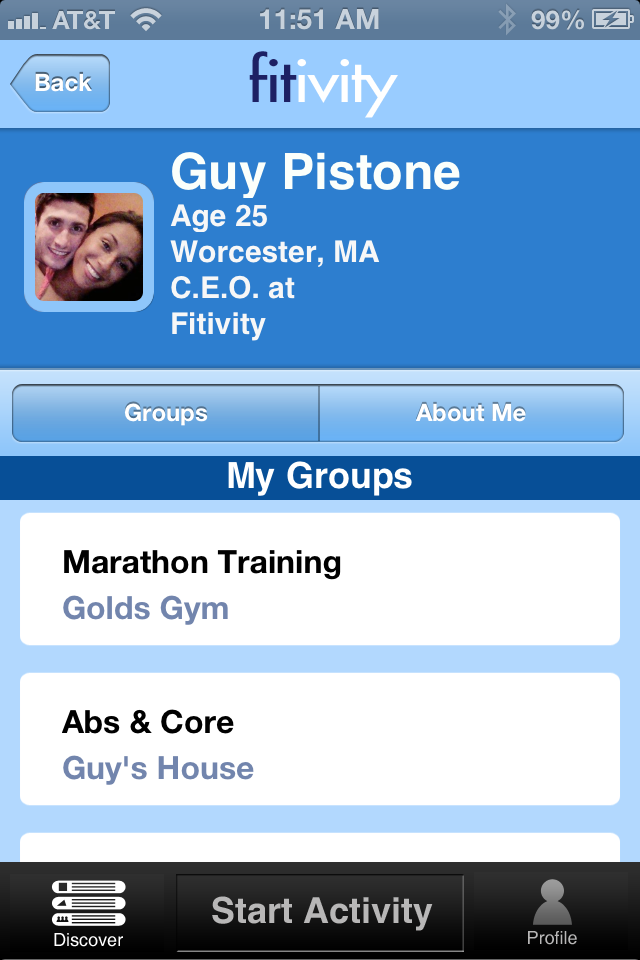 AT&T 11:51 AM 99%
Back fitivity
Guy Pistone
Age 25
Worcester, MA
C.E.O. at
Fitivity
Groups About Me
My Groups
Marathon Training
Golds Gym
Abs & Core
Guy's House
Start Activity
Discover Profile